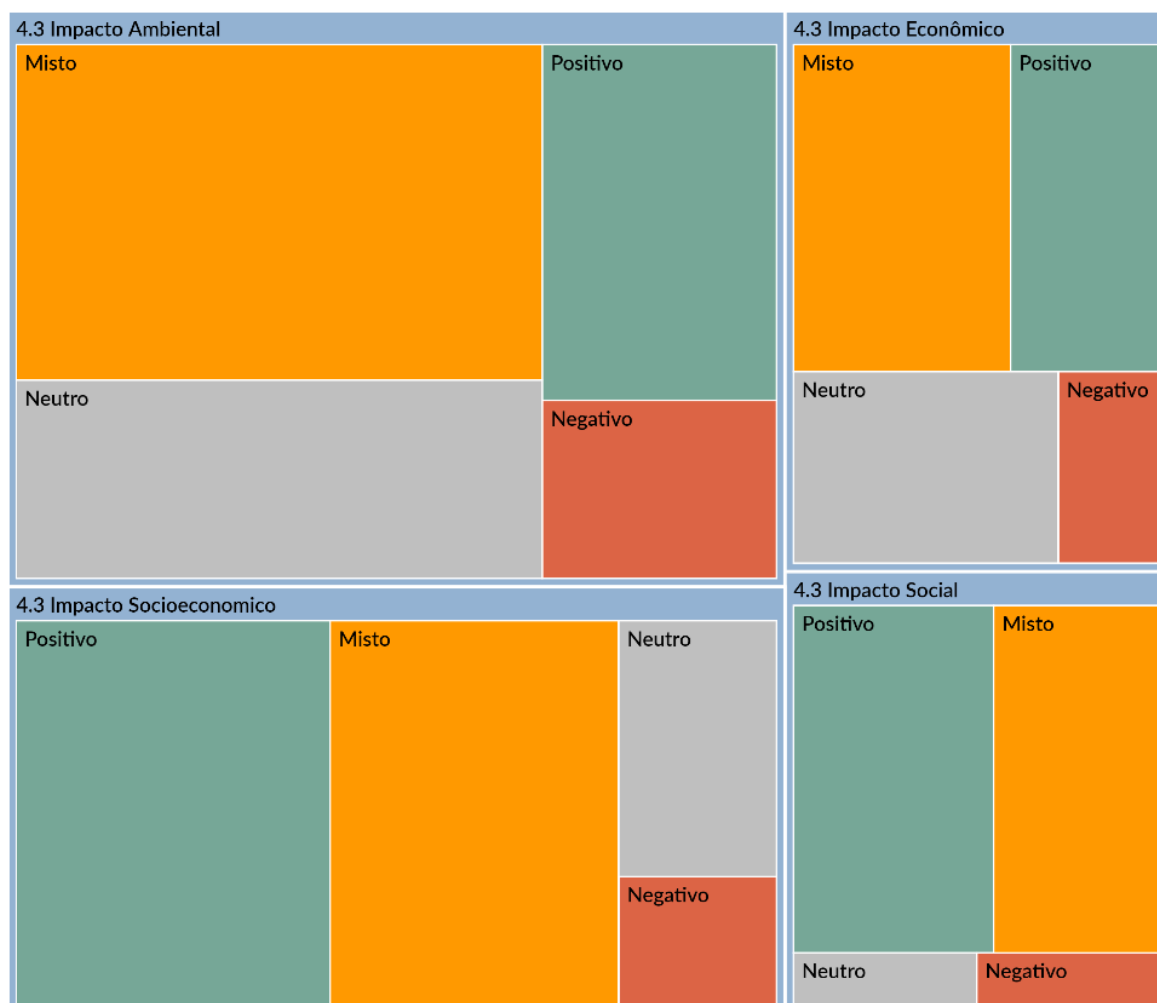 4.3 Impacto Ambiental
Misto
Positivo
Neutro
Negativo
4.3 Impacto Econômico
Misto
Positivo
Neutro
Negativo
4.3 Impacto Socioeconomico
Positivo
Misto
Neutro
Negativo
4.3 Impacto Social
Positivo
Misto
Neutro
Negativo